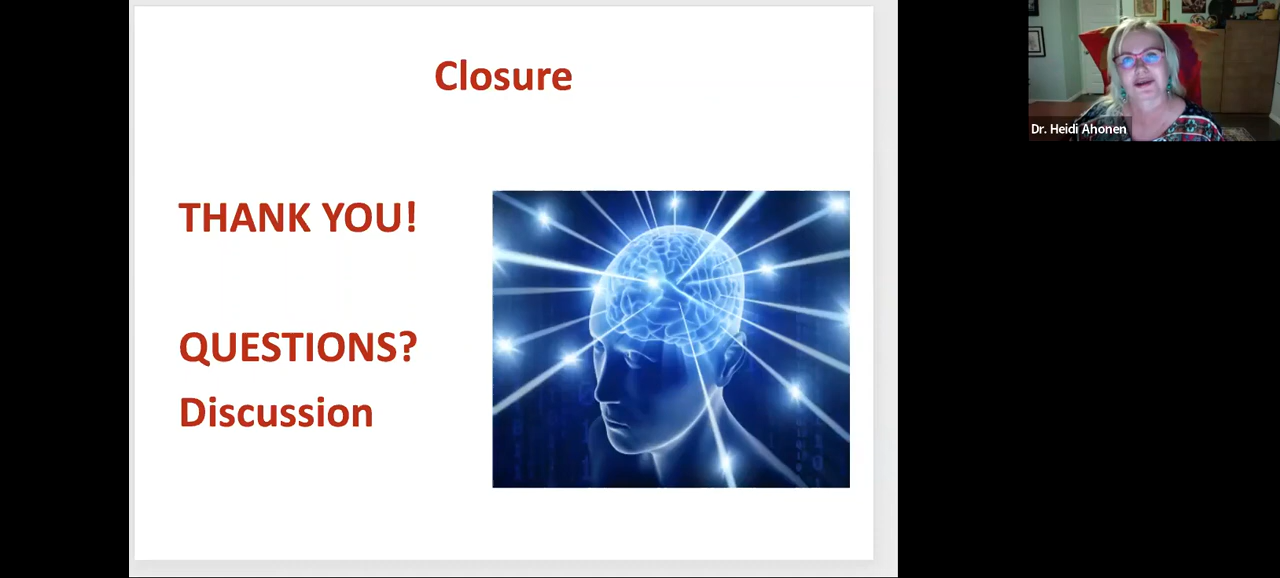 Closure
THANK YOU!
QUESTIONS?
Discussion
Dr. Heidi Ahonen